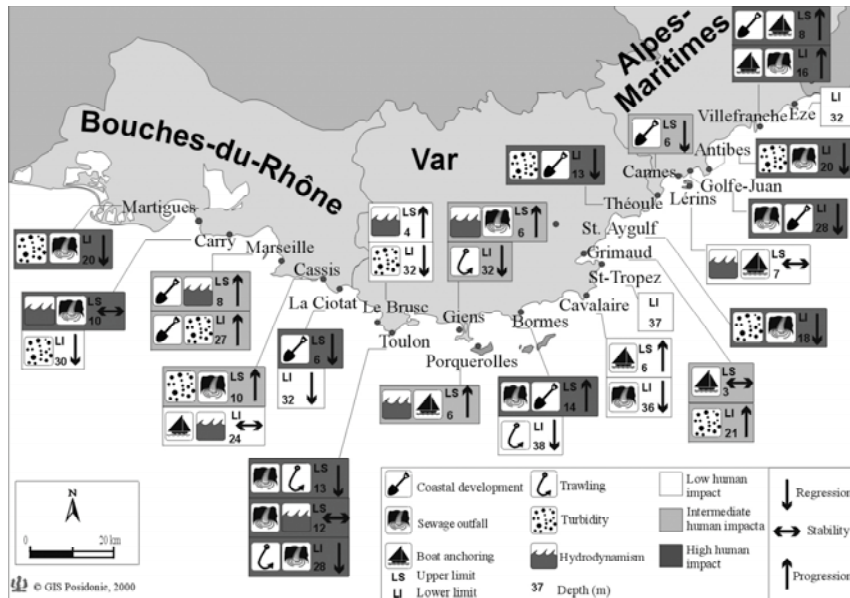 Alpes-
Maritimes
Bouches-du-Rhône
Var
LS
8
LI
16
Villefranche
Èze
LI
32
LS
6
Antibes
LI
13
Cannes
LI
20
Golfe-Juan
Théoule
Lérins
LI
28
LS
4
LI
32
LS
6
LI
32
St. Aygulf
Grimaud
St-Tropez
LS
7
Martigues
Carry
Marseille
Cassis
La Ciotat
Le Brusc
Toulon
Giens
Porquerolles
Bormes
Cavalaire
LI
37
LI
20
LS
10
LI
30
LS
8
LI
27
LS
10
LI
24
LS
6
LI
32
LS
6
LS
14
LI
38
LS
6
LI
36
LI
18
LS
3
LI
21
LS
13
LS
12
LI
28
N
0 20 km
© GIS Posidonie, 2000
Coastal development
Sewage outfall
Boat anchoring
LS Upper limit
LI Lower limit
Trawling
Turbidity
Hydrodynamism
37 Depth (m)
Low human
impact
Intermediate
human impacta
High human
impact
Regression
Stability
Progression